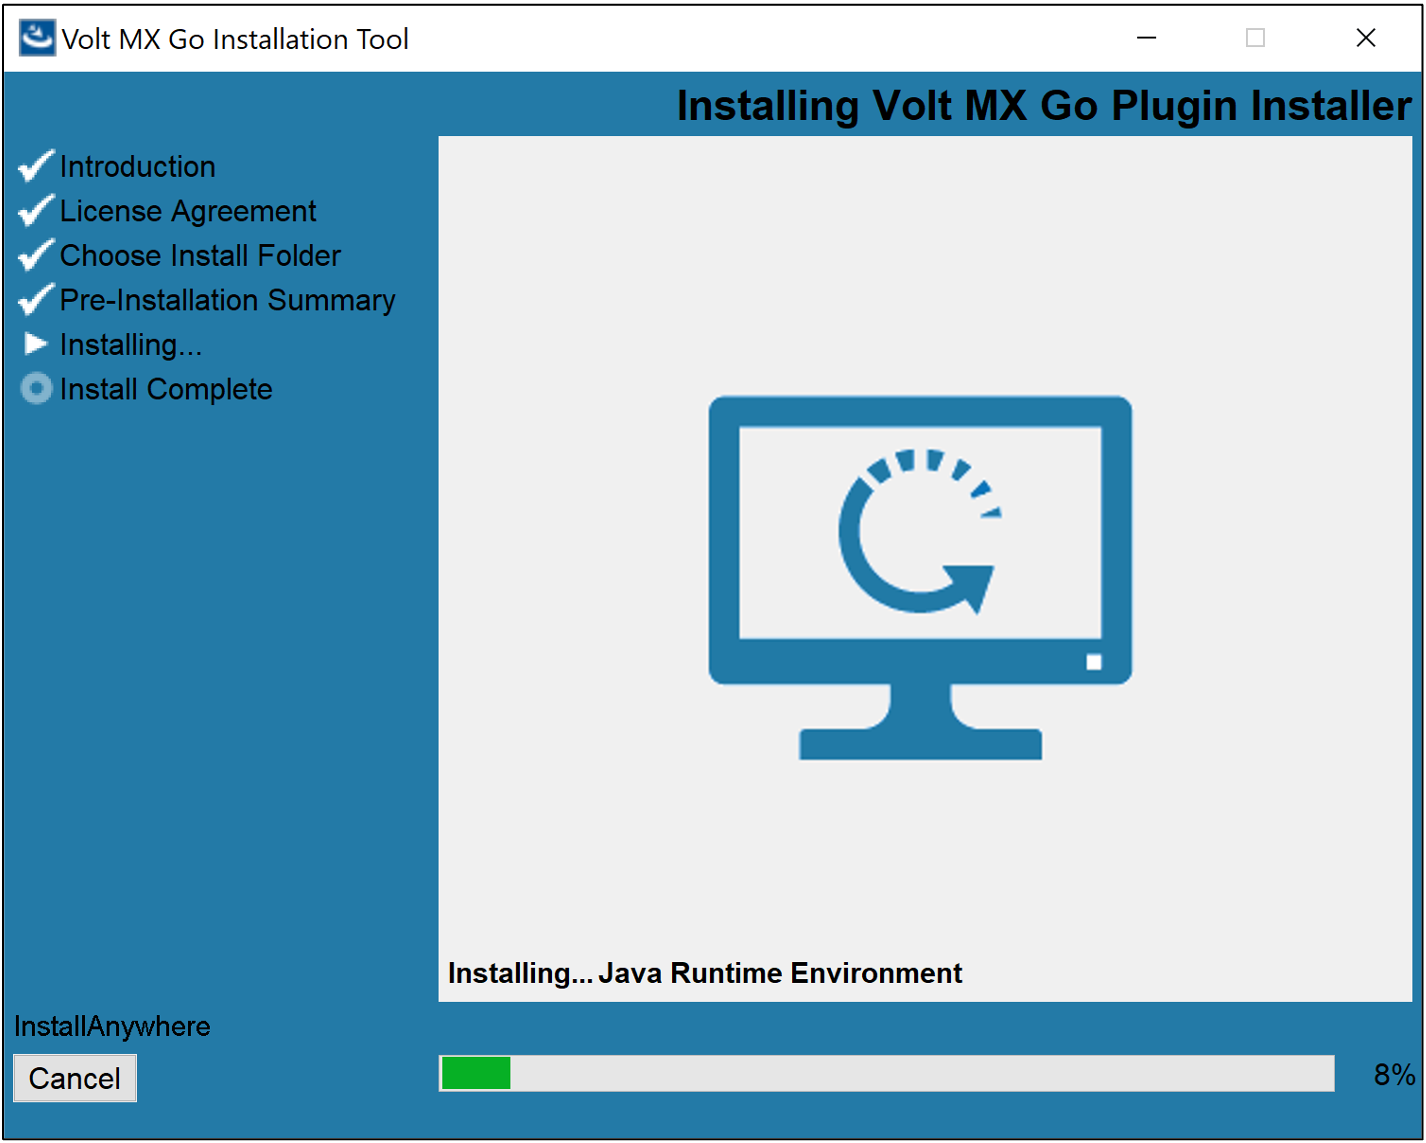 Volt MX Go Installation Tool
Installing Volt MX Go Plugin Installer
Introduction
License Agreement
Choose Install Folder
Pre-Installation Summary
Installing...
Install Complete
Installing... Java Runtime Environment
InstallAnywhere
Cancel
8%